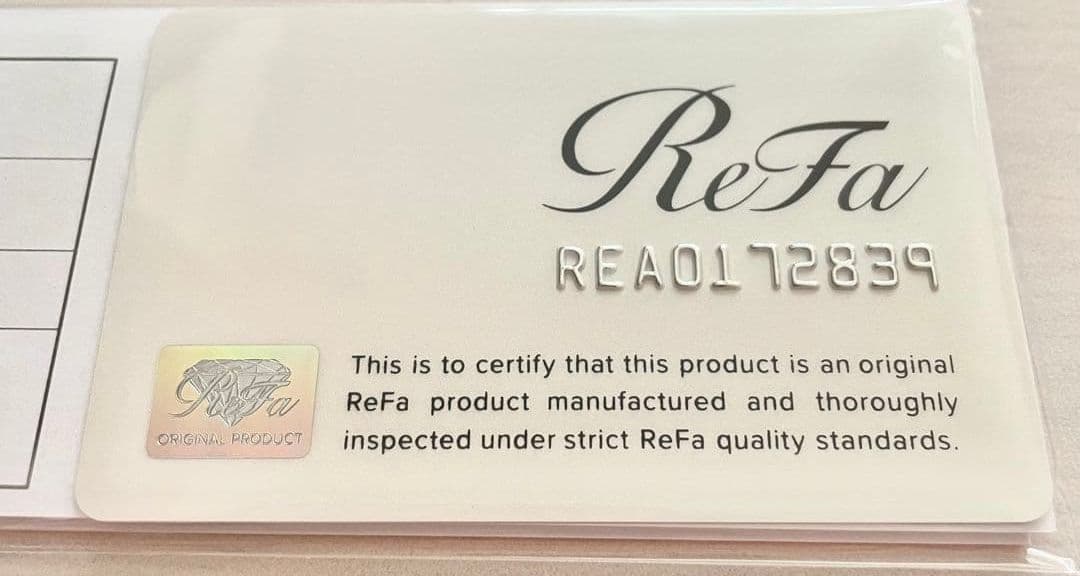 ReFa
REA0172839
ReFa
ORIGINAL PRODUCT
This is to certify that this product is an original
ReFa product manufactured and thoroughly
inspected under strict ReFa quality standards.